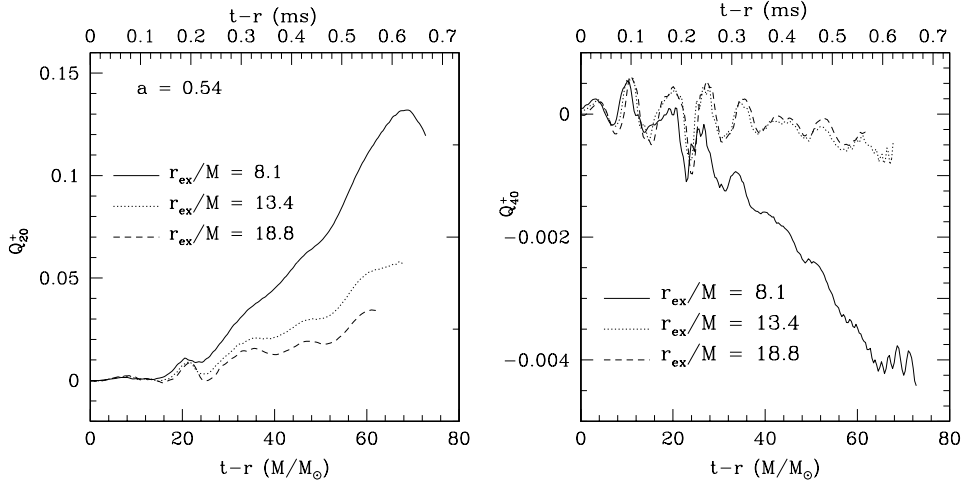 t−r (ms)
0 0.1 0.2 0.3 0.4 0.5 0.6 0.7
0.15
0.1
0.05
0
Q⁺₂₀
a = 0.54
r_ex/M = 8.1
r_ex/M = 13.4
r_ex/M = 18.8
0 20 40 60 80
t−r (M/M_⊙)
t−r (ms)
0 0.1 0.2 0.3 0.4 0.5 0.6 0.7
0
−0.002
−0.004
Q⁺₄₀
r_ex/M = 8.1
r_ex/M = 13.4
r_ex/M = 18.8
0 20 40 60 80
t−r (M/M_⊙)